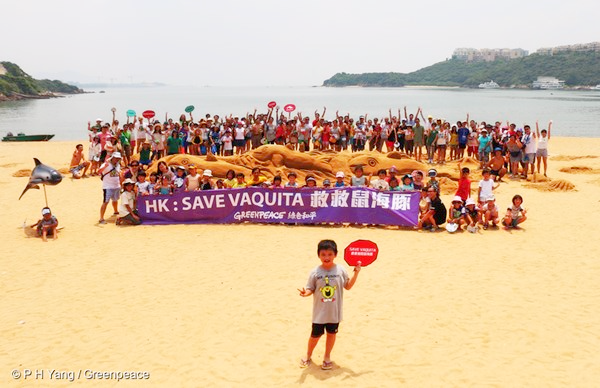 HK : SAVE VAQUITA 救救鼠海豚
GREENPEACE 綠色和平
SAVE VAQUITA
© P H Yang / Greenpeace